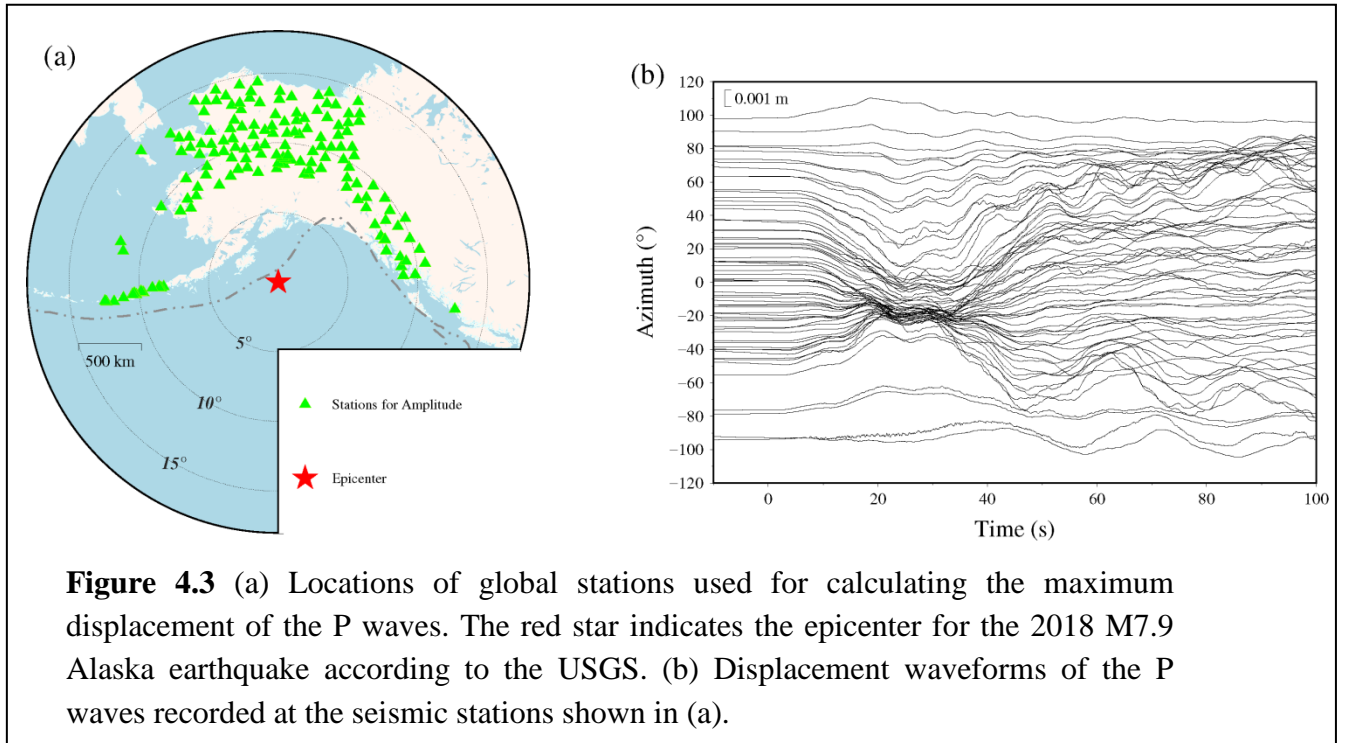 (a)
5°
500 km
10°
15°
Stations for Amplitude
Epicenter
(b)
0.001 m
120
100
80
60
40
20
0
−20
−40
−60
−80
−100
−120
Azimuth (°)
0
20
40
60
80
100
Time (s)
Figure 4.3 (a) Locations of global stations used for calculating the maximum
displacement of the P waves. The red star indicates the epicenter for the 2018 M7.9
Alaska earthquake according to the USGS. (b) Displacement waveforms of the P
waves recorded at the seismic stations shown in (a).